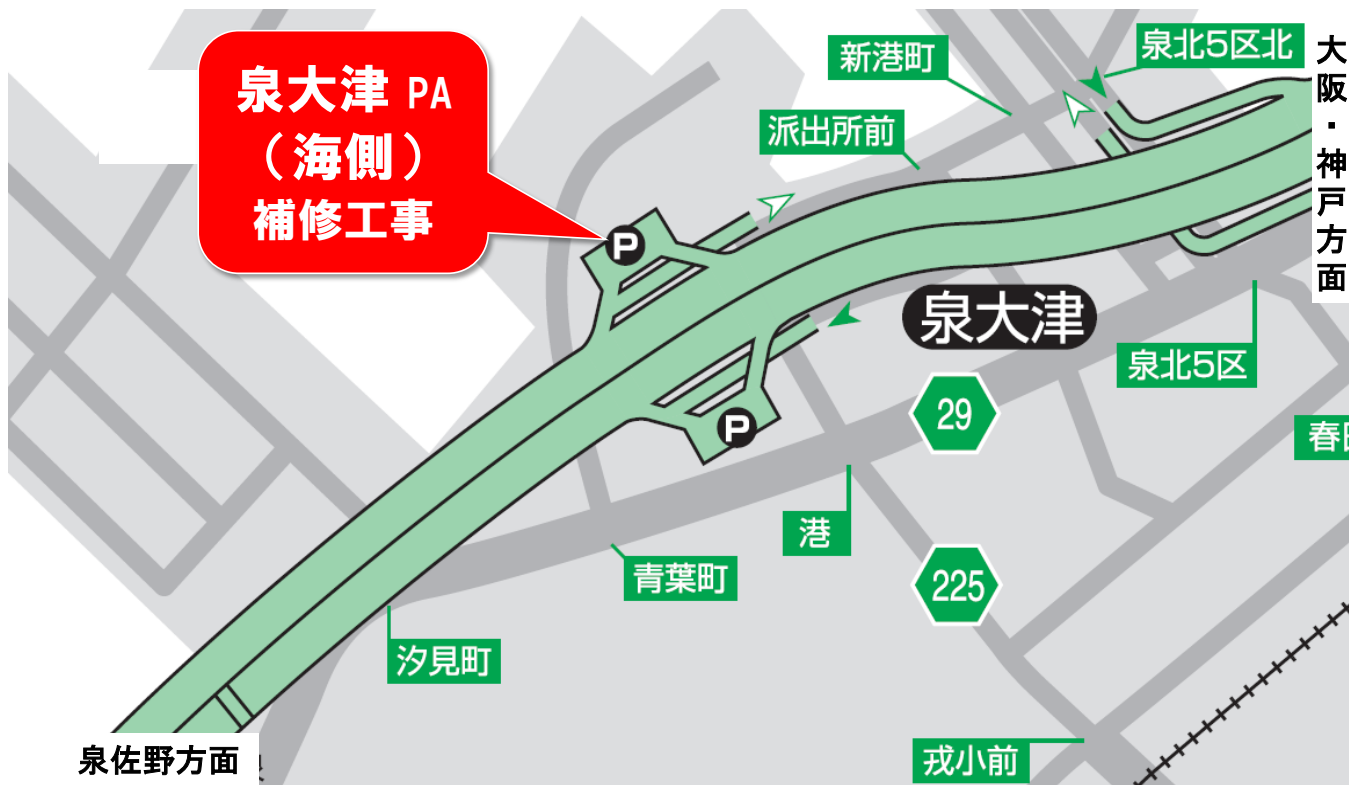 泉大津 PA
（海側）
補修工事
新港町
泉北5区北
大阪・神戸方面
派出所前
P
泉大津
泉北5区
29
春
P
港
225
青葉町
汐見町
戎小前
泉佐野方面